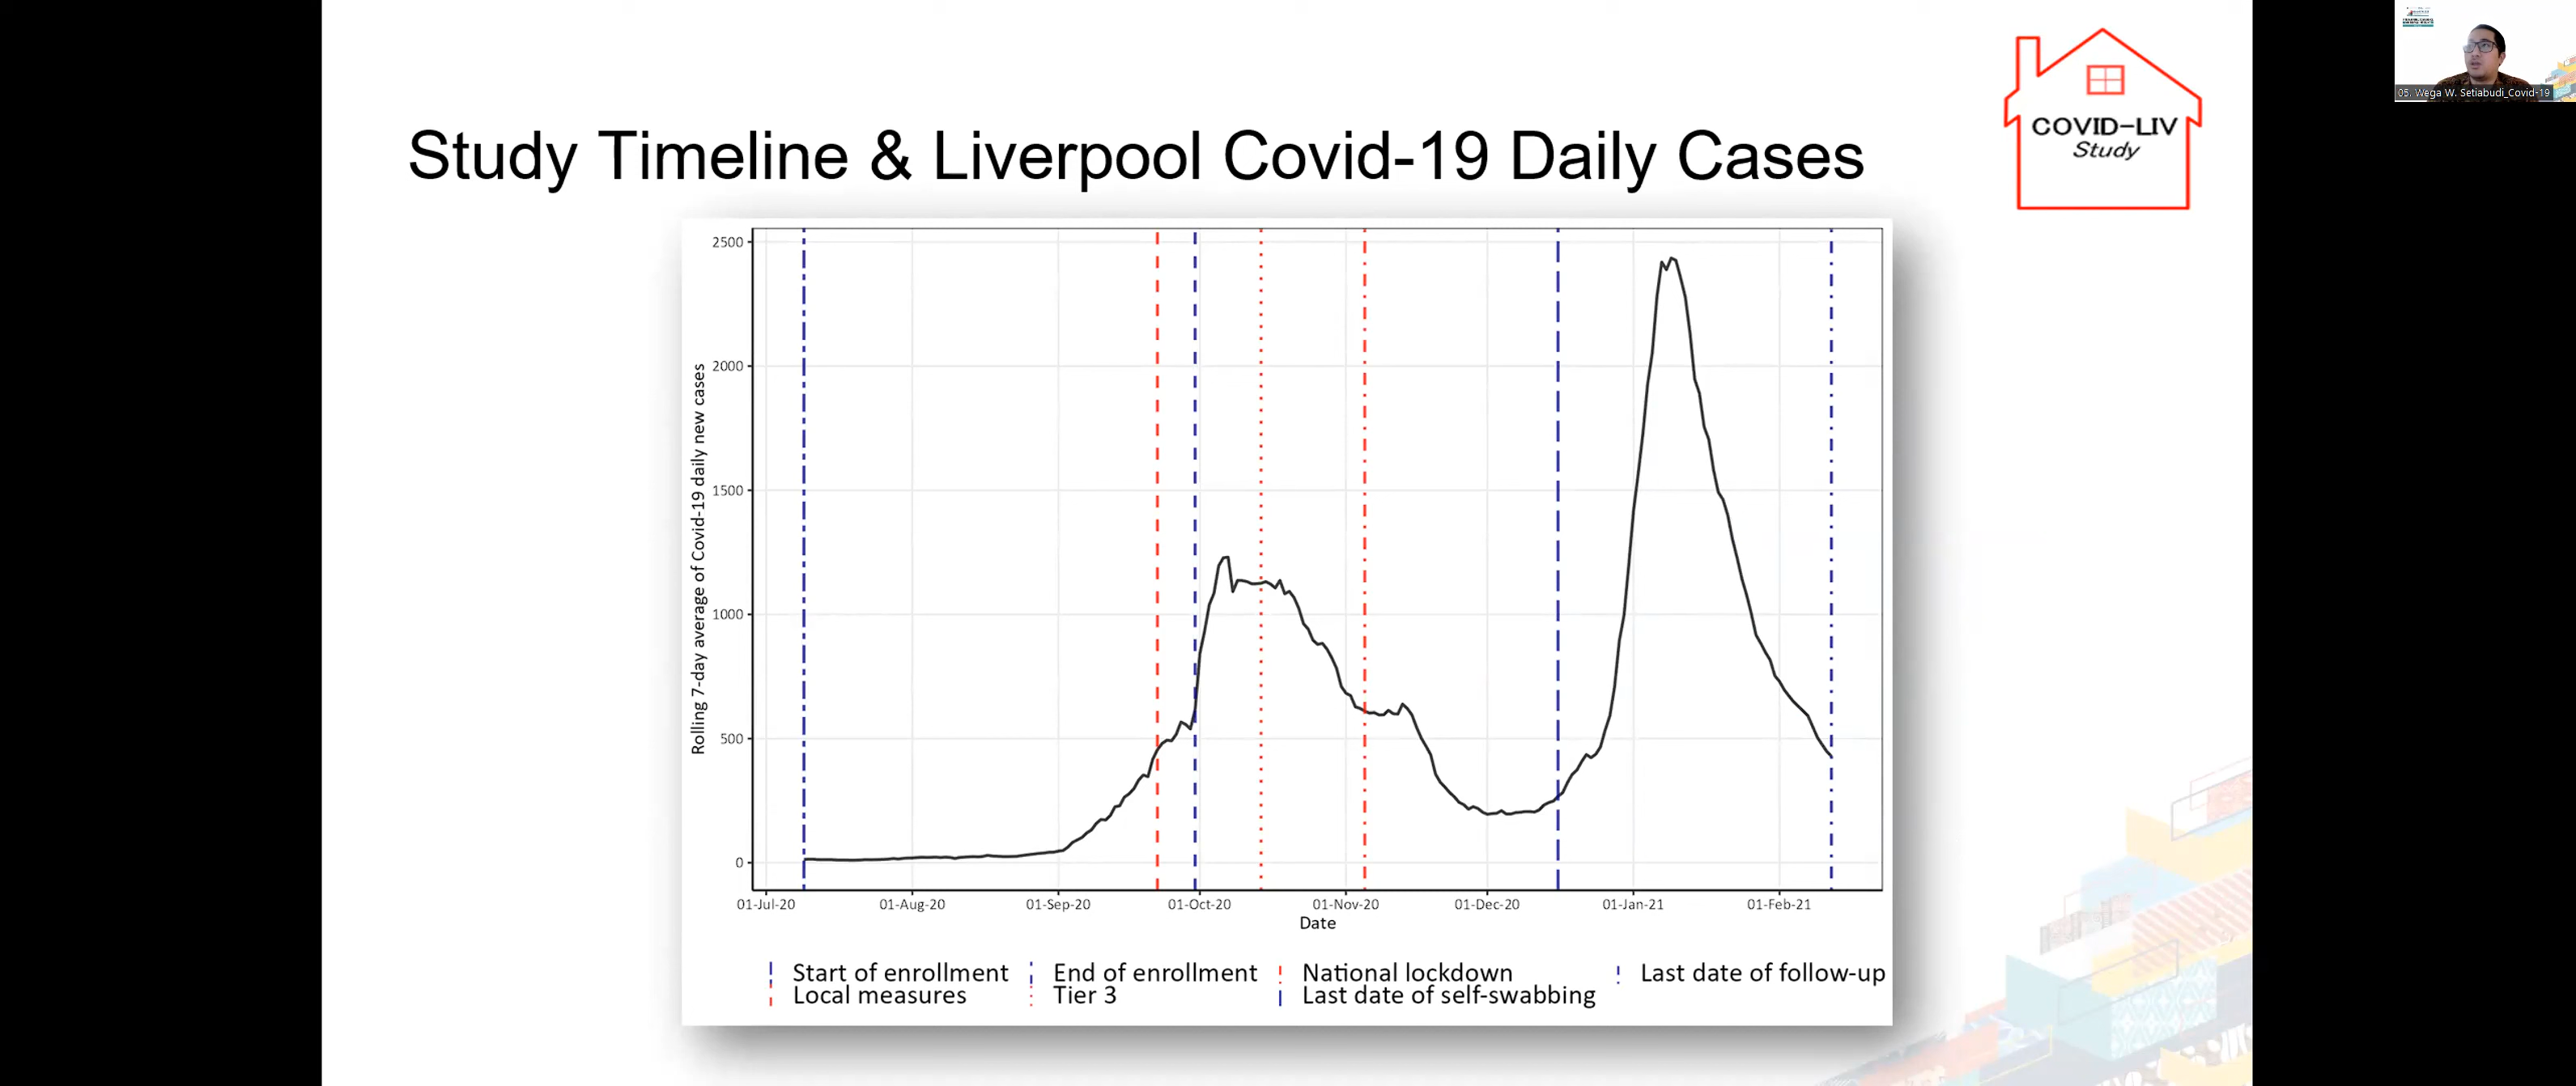 05. Wega W. Setiabudi_Covid-19
COVID-LIV
Study
Study Timeline & Liverpool Covid-19 Daily Cases
Rolling 7-day average of Covid-19 daily new cases
2500
2000
1500
1000
500
0
01-Jul-20 01-Aug-20 01-Sep-20 01-Oct-20 01-Nov-20 01-Dec-20 01-Jan-21 01-Feb-21
Date
Start of enrollment End of enrollment National lockdown Last date of follow-up
Local measures Tier 3 Last date of self-swabbing